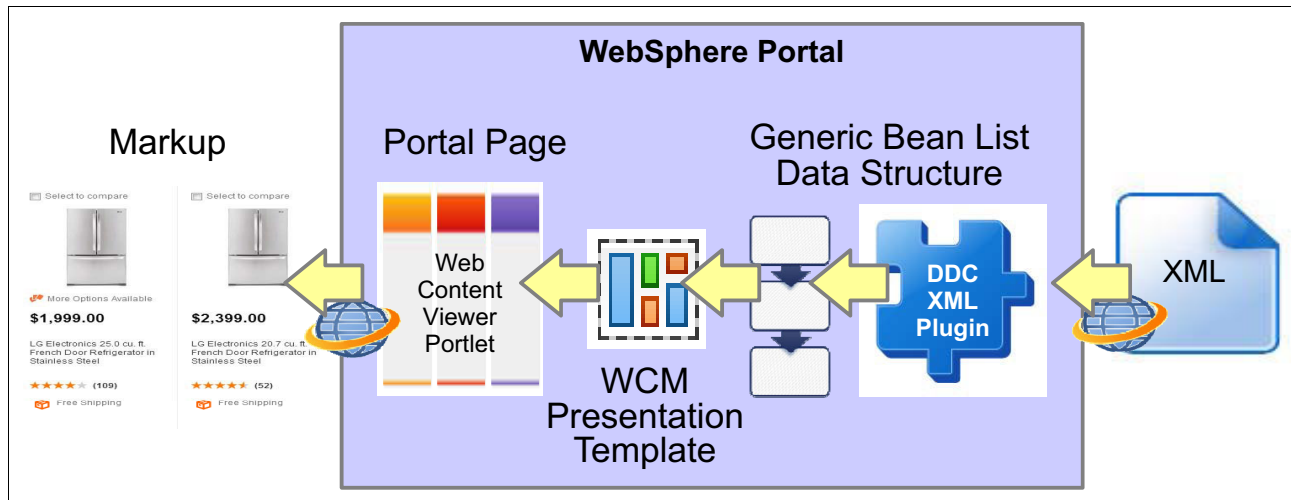 WebSphere Portal
Markup
Select to compare
Select to compare
More Options Available
$1,999.00
$2,399.00
LG Electronics 25.0 cu. ft.
French Door Refrigerator in
Stainless Steel
LG Electronics 20.7 cu. ft.
French Door Refrigerator in
Stainless Steel
(109)
(52)
Free Shipping
Free Shipping
Portal Page
Web
Content
Viewer
Portlet
WCM
Presentation
Template
Generic Bean List
Data Structure
DDC
XML
Plugin
XML